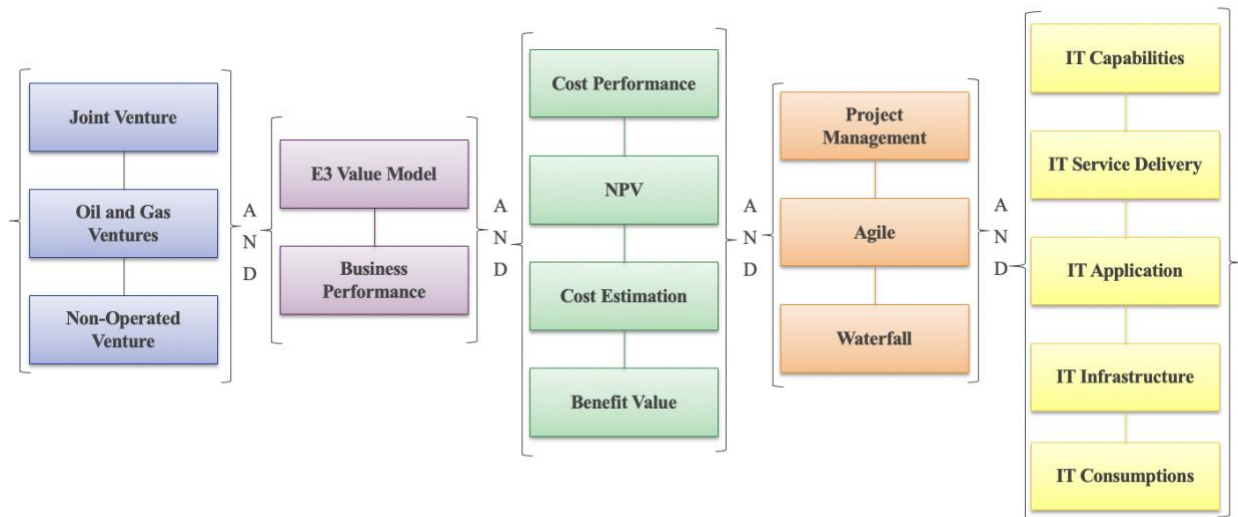 Joint Venture
Oil and Gas
Ventures
Non-Operated
Venture
A
N
D
E3 Value Model
Business
Performance
A
N
D
Cost Performance
NPV
Cost Estimation
Benefit Value
A
N
D
Project
Management
Agile
Waterfall
A
N
D
IT Capabilities
IT Service Delivery
IT Application
IT Infrastructure
IT Consumptions